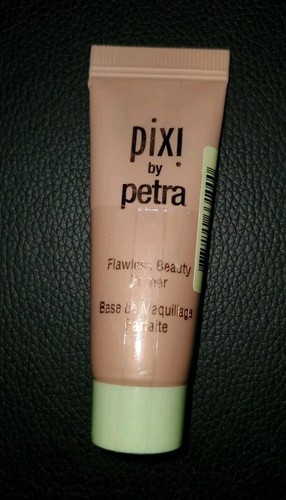 pixi
by
petra
Flawless Beauty
Primer
Base de Maquillage
Parfaite